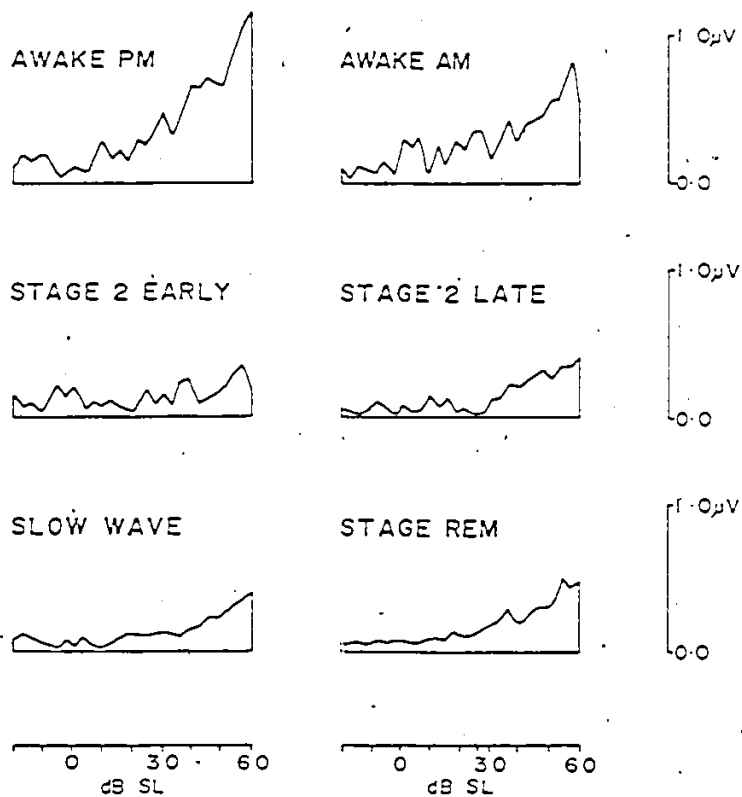 AWAKE PM AWAKE AM 1.0µV
0.0
STAGE 2 EARLY STAGE 2 LATE 1.0µV
0.0
SLOW WAVE STAGE REM 1.0µV
0.0
0 30 60 0 30 60
dB SL dB SL